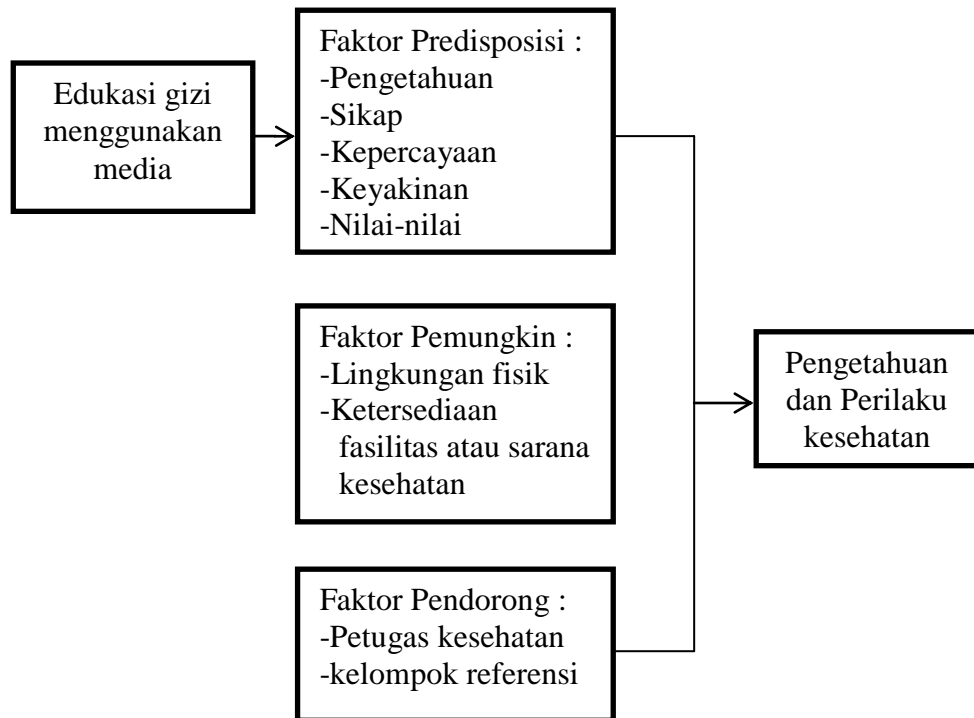 Edukasi gizi
menggunakan
media
Faktor Predisposisi :
-Pengetahuan
-Sikap
-Kepercayaan
-Keyakinan
-Nilai-nilai
Faktor Pemungkin :
-Lingkungan fisik
-Ketersediaan
fasilitas atau sarana
kesehatan
Faktor Pendorong :
-Petugas kesehatan
-kelompok referensi
Pengetahuan
dan Perilaku
kesehatan